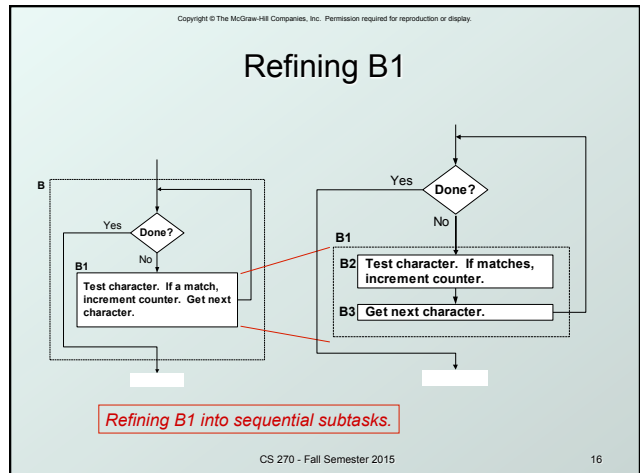 Copyright © The McGraw-Hill Companies, Inc. Permission required for reproduction or display.
Refining B1
B
Yes
Done?
No
B1
Test character. If a match,
increment counter. Get next
character.
Yes
Done?
No
B1
B2
Test character. If matches,
increment counter.
B3
Get next character.
Refining B1 into sequential subtasks.
CS 270 - Fall Semester 2015
16